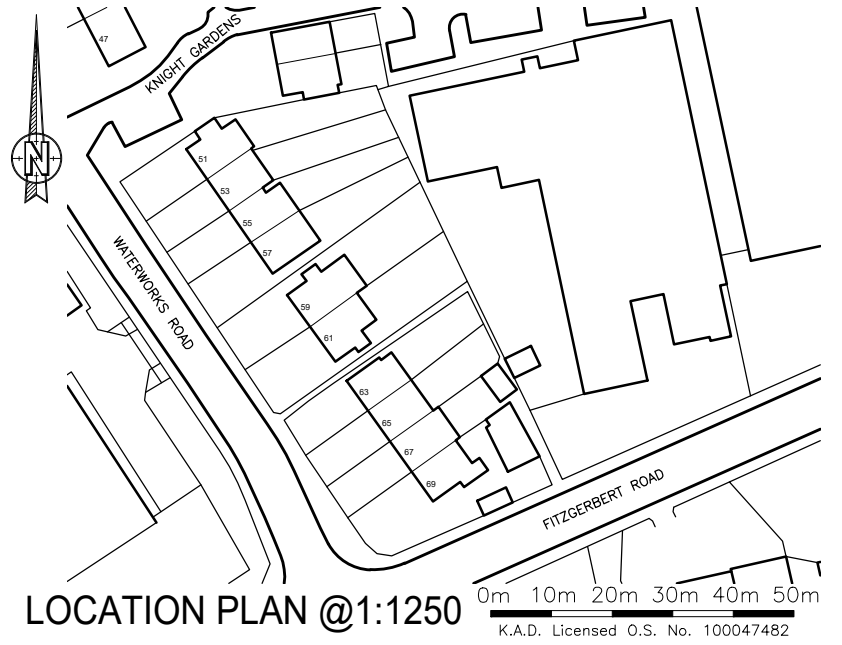 47
KNIGHT GARDENS
N
51
53
55
57
WATERWORKS ROAD
59
61
63
65
67
69
FITZGERBERT ROAD
LOCATION PLAN @1:1250
0m 10m 20m 30m 40m 50m
K.A.D. Licensed O.S. No. 100047482